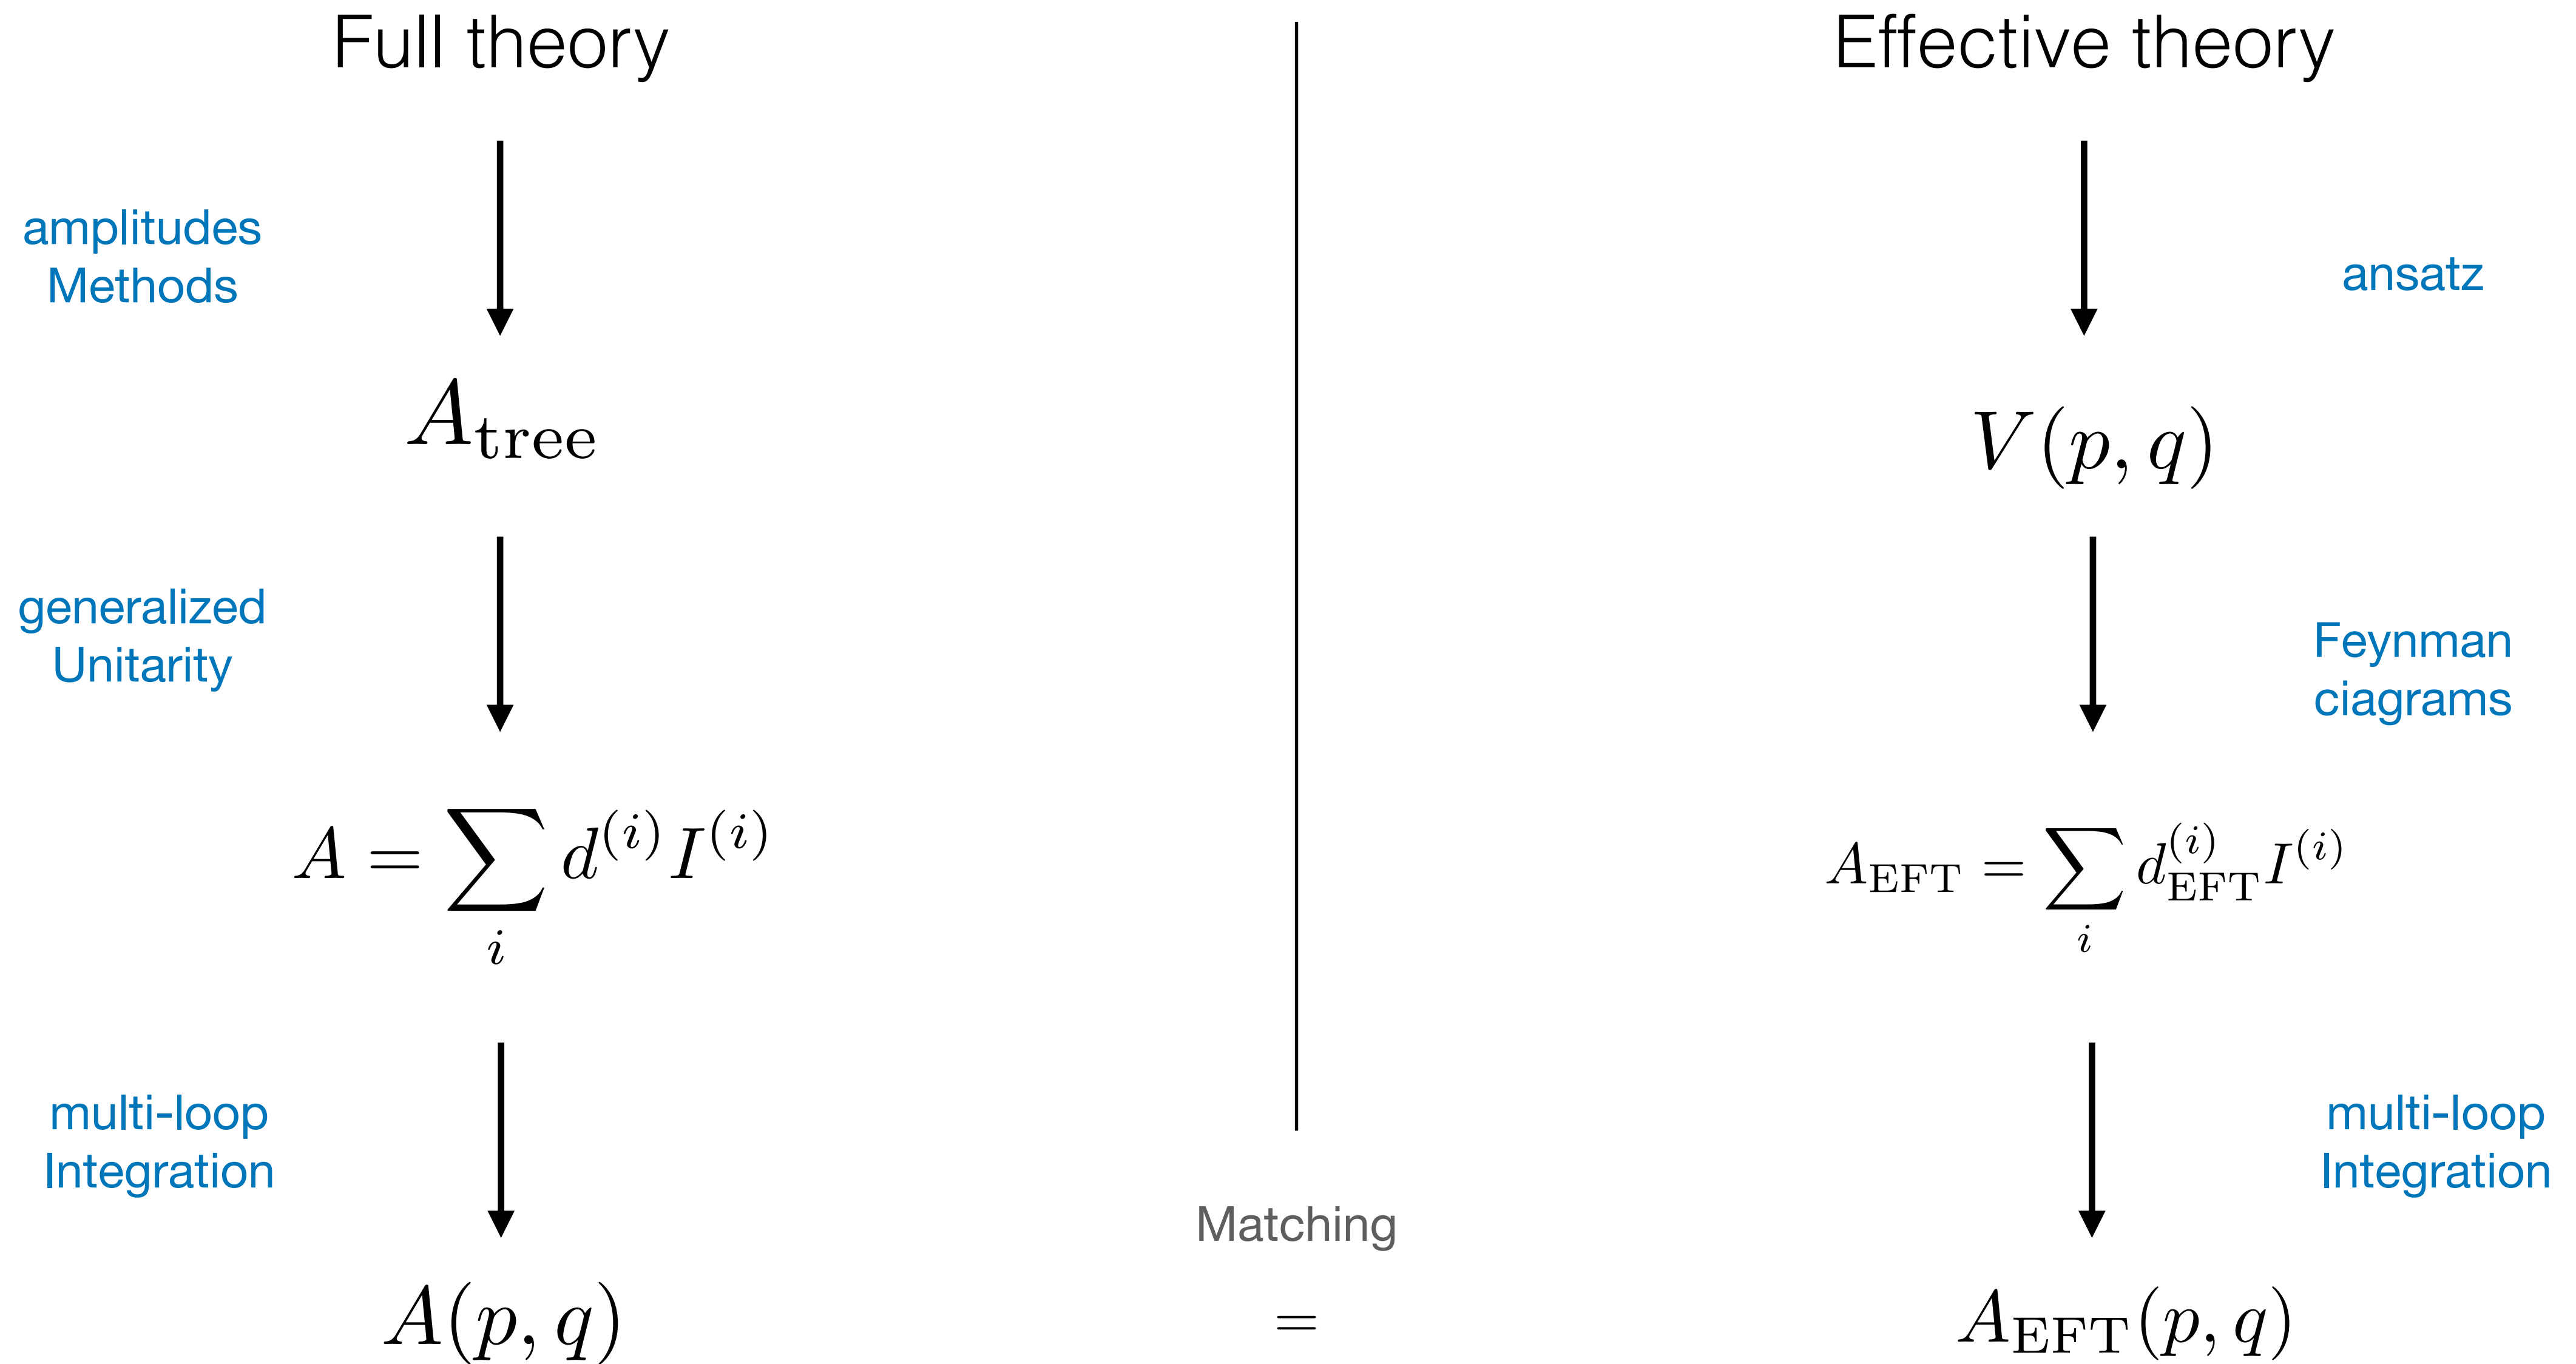 Full theory
Effective theory
amplitudes
Methods
ansatz
A_tree
V(p, q)
generalized
Unitarity
Feynman
ciagrams
A = ∑_i d^(i) I^(i)
A_EFT = ∑_i d_EFT^(i) I^(i)
multi-loop
Integration
multi-loop
Integration
Matching
A(p, q)
=
A_EFT(p, q)